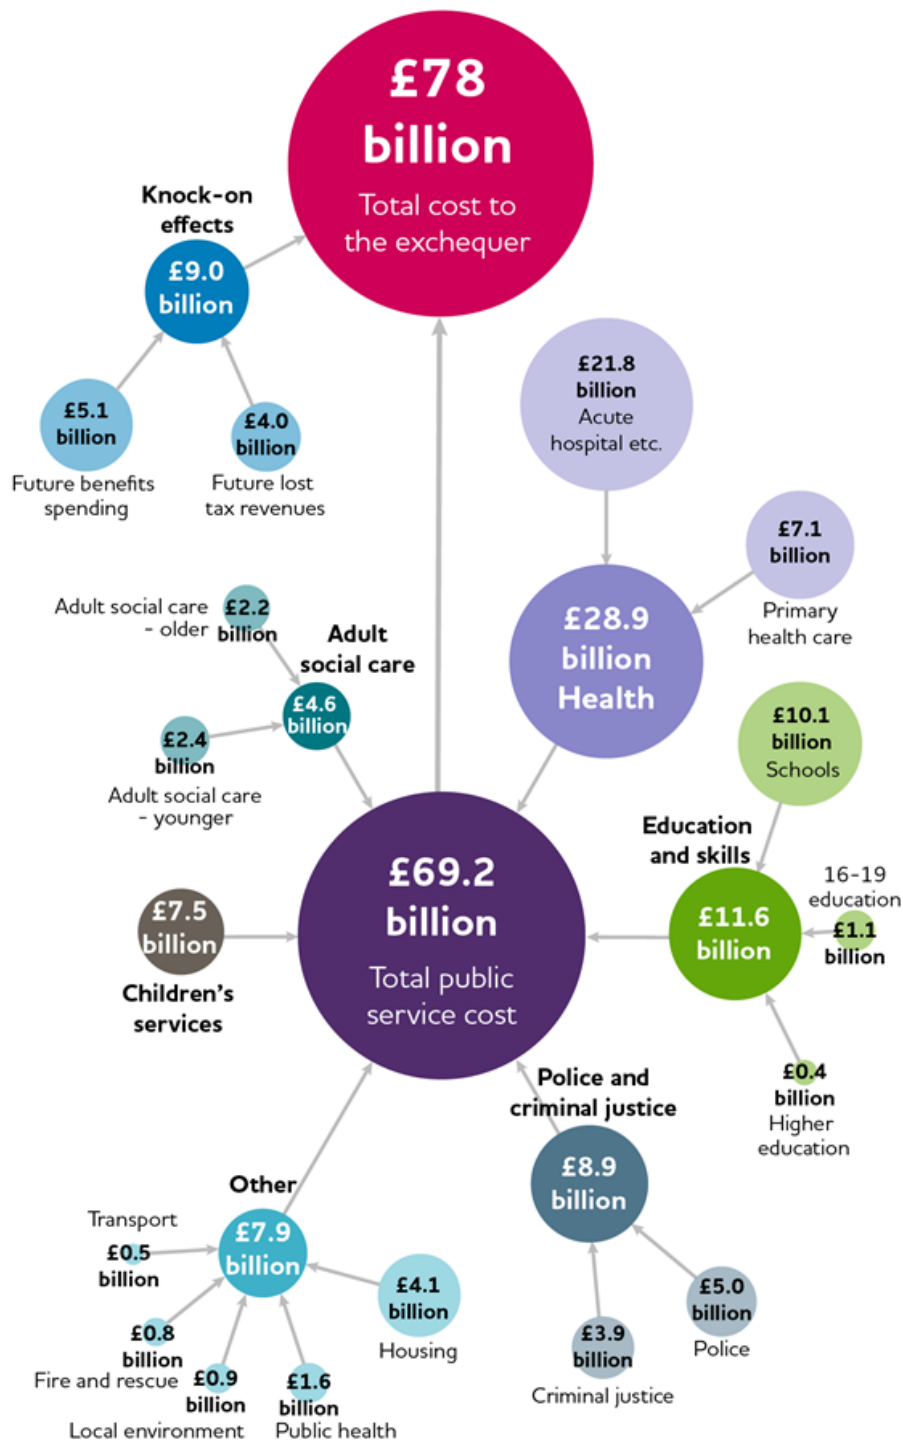 £78
billion
Total cost to
the exchequer
Knock-on
effects
£9.0
billion
£5.1
billion
Future benefits
spending
£4.0
billion
Future lost
tax revenues
£21.8
billion
Acute
hospital etc.
£7.1
billion
Primary
health care
£28.9
billion
Health
Adult social care
- older
£2.2
billion
Adult
social care
£4.6
billion
£2.4
billion
Adult social care
- younger
£10.1
billion
Schools
Education
and skills
£11.6
billion
16-19
education
£1.1
billion
£0.4
billion
Higher
education
£69.2
billion
Total public
service cost
£7.5
billion
Children's
services
Police and
criminal justice
£8.9
billion
£5.0
billion
Police
£3.9
billion
Criminal justice
Other
£7.9
billion
Transport
£0.5
billion
£0.8
billion
Fire and rescue
£0.9
billion
Local environment
£1.6
billion
Public health
£4.1
billion
Housing